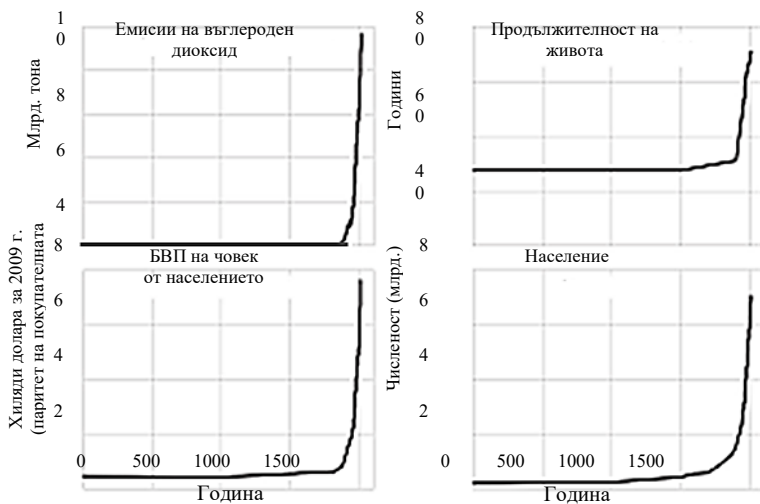 Емисии на въглероден
диоксид
1
0
8
6
4
Млрд. тона
Продължителност на
живота
8
0
6
0
4
0
Години
БВП на човек
от населението
8
6
4
2
Хиляди долара за 2009 г.
(паритет на покупателната
0 500 1000 1500
Година
Население
8
6
4
2
Численост (млрд.)
0 500 1000 1500
Година